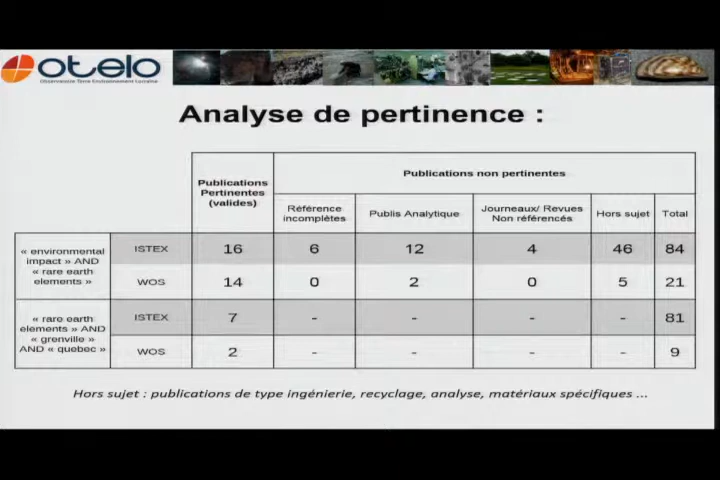 otelo
Observatoire Terre Environnement Lorraine
Analyse de pertinence :
Publications
Pertinentes
(valides)
Publications non pertinentes
Référence
incomplètes
Publis Analytique
Journeaux/ Revues
Non référencés
Hors sujet
Total
« environmental
impact » AND
« rare earth
elements »
ISTEX 16 6 12 4 46 84
WOS 14 0 2 0 5 21
« rare earth
elements » AND
« grenville »
AND « quebec »
ISTEX 7 - - - - 81
WOS 2 - - - - 9
Hors sujet : publications de type ingénierie, recyclage, analyse, matériaux spécifiques ...